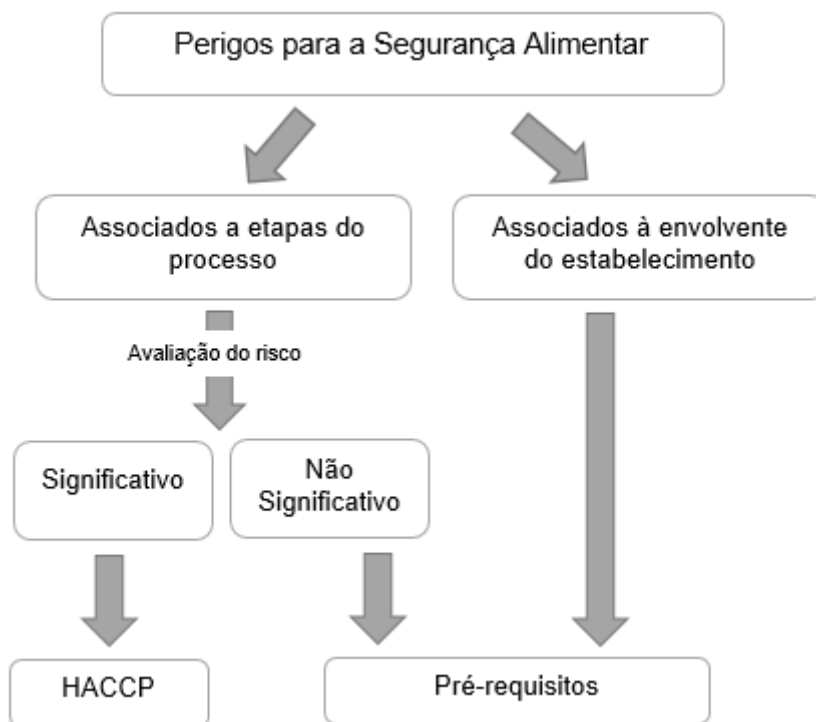 Perigos para a Segurança Alimentar
Associados a etapas do
processo
Associados à envolvente
do estabelecimento
Avaliação do risco
Significativo
Não
Significativo
HACCP
Pré-requisitos